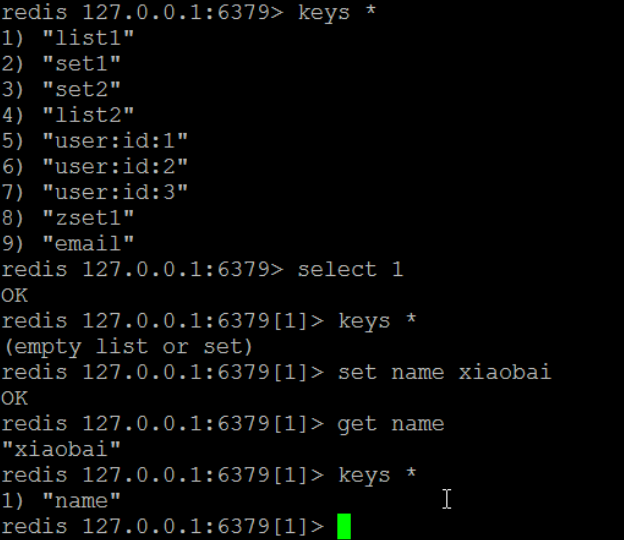 redis 127.0.0.1:6379> keys *
1) "list1"
2) "set1"
3) "set2"
4) "list2"
5) "user:id:1"
6) "user:id:2"
7) "user:id:3"
8) "zset1"
9) "email"
redis 127.0.0.1:6379> select 1
OK
redis 127.0.0.1:6379[1]> keys *
(empty list or set)
redis 127.0.0.1:6379[1]> set name xiaobai
OK
redis 127.0.0.1:6379[1]> get name
"xiaobai"
redis 127.0.0.1:6379[1]> keys *
1) "name"
redis 127.0.0.1:6379[1]>